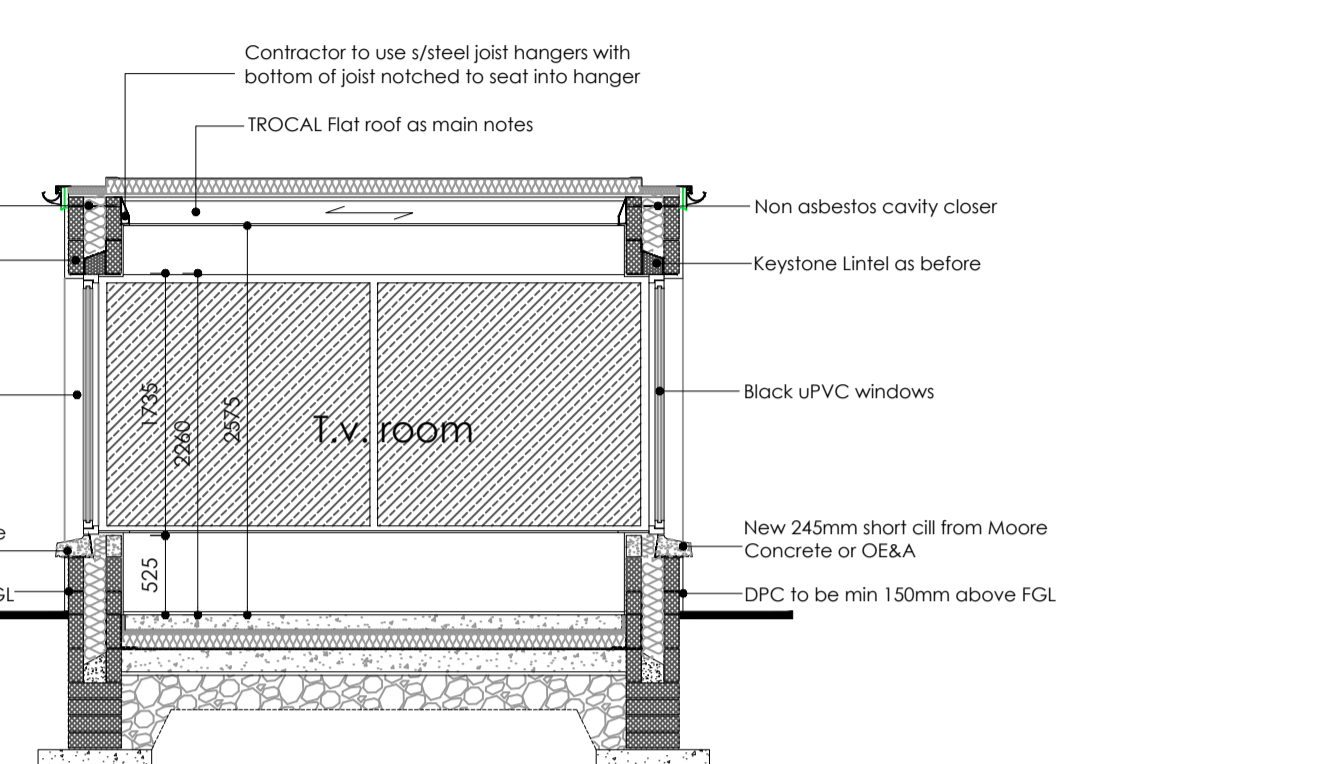 Contractor to use s/steel joist hangers with
bottom of joist notched to seat into hanger
TROCAL Flat roof as main notes
Non asbestos cavity closer
Keystone Lintel as before
1735
2260
2575
T.v. room
Black uPVC windows
e
New 245mm short cill from Moore
Concrete or OE&A
525
GL
DPC to be min 150mm above FGL